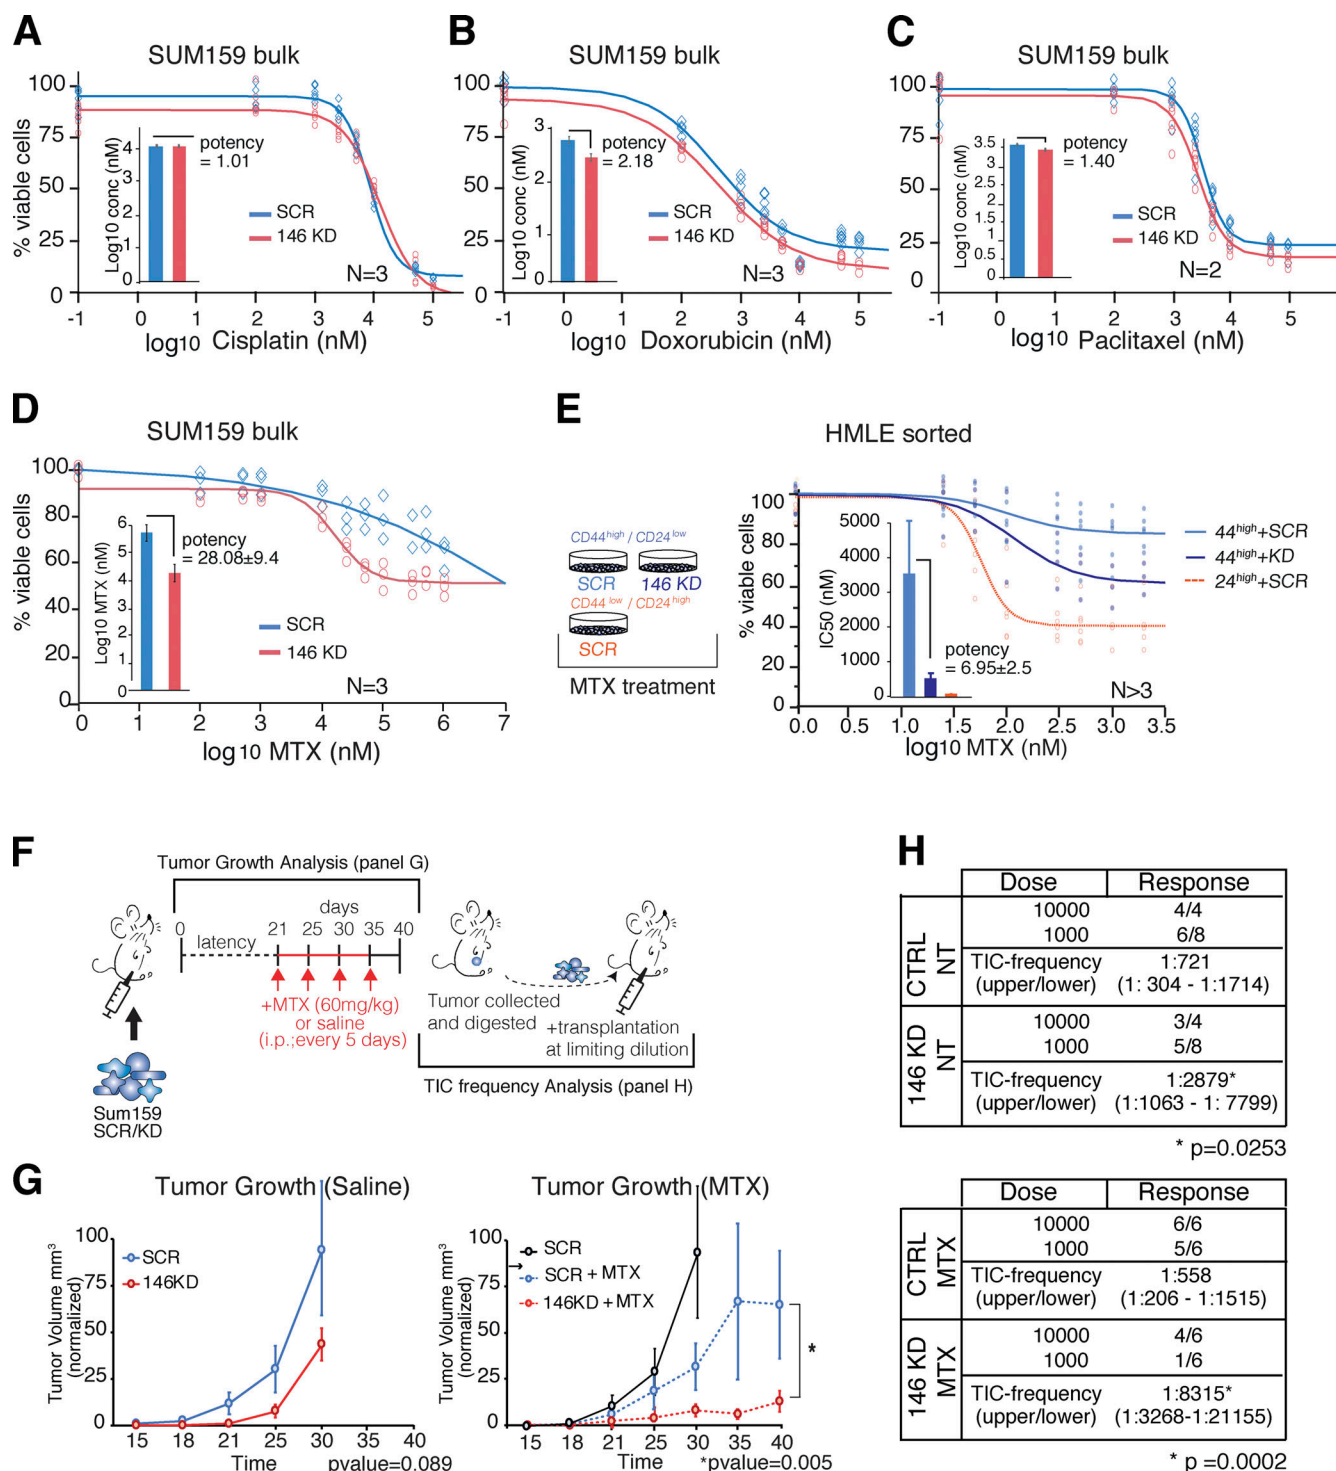 A
SUM159 bulk
% viable cells
100
75
50
25
0
Log10 conc (nM)
4
3
2
1
0
potency
= 1.01
SCR
146 KD
N=3
-1 0 1 2 3 4 5
log10 Cisplatin (nM)
B
SUM159 bulk
100
75
50
25
0
Log10 conc (nM)
3
2
1
0
potency
= 2.18
SCR
146 KD
N=3
-1 0 1 2 3 4 5
log10 Doxorubicin (nM)
C
SUM159 bulk
100
75
50
25
0
Log10 conc (nM)
3.5
3
2.5
2
1.5
1
0.5
0
potency
= 1.40
SCR
146 KD
N=2
-1 0 1 2 3 4 5
log10 Paclitaxel (nM)
D
SUM159 bulk
% viable cells
100
80
60
40
20
0
Log10 MTX (nM)
6
5
4
3
2
1
0
potency
= 28.08±9.4
SCR
146 KD
N=3
0 1 2 3 4 5 6 7
log10 MTX (nM)
E
HMLE sorted
CD44high / CD24low
SCR 146 KD
CD44 low / CD24 high
SCR
MTX treatment
% viable cells
100
80
60
40
20
0
IC50 (nM)
5000
4000
3000
2000
1000
0
potency
= 6.95±2.5
N>3
0.0 0.5 1.0 1.5 2.0 2.5 3.0 3.5
log10 MTX (nM)
44high+SCR
44high+KD
24high+SCR
F
Tumor Growth Analysis (panel G)
days
0 21 25 30 35 40
latency
+MTX (60mg/kg)
or saline
(i.p.;every 5 days)
Sum159
SCR/KD
Tumor collected
and digested
+transplantation
at limiting dilution
TIC frequency Analysis (panel H)
G
Tumor Growth (Saline)
Tumor Volume mm3
(normalized)
100
75
50
25
0
SCR
146KD
15 18 21 25 30 35 40
Time
pvalue=0.089
Tumor Growth (MTX)
Tumor Volume mm3
(normalized)
100
75
50
25
0
SCR
SCR + MTX
146KD + MTX
*
15 18 21 25 30 35 40
Time
*pvalue=0.005
H
Dose Response
CTRL
NT
10000 4/4
1000 6/8
TIC-frequency 1:721
(upper/lower) (1: 304 - 1:1714)
146 KD
NT
10000 3/4
1000 5/8
TIC-frequency 1:2879*
(upper/lower) (1:1063 - 1: 7799)
* p=0.0253
Dose Response
CTRL
MTX
10000 6/6
1000 5/6
TIC-frequency 1:558
(upper/lower) (1:206 - 1:1515)
146 KD
MTX
10000 4/6
1000 1/6
TIC-frequency 1:8315*
(upper/lower) (1:3268-1:21155)
* p =0.0002